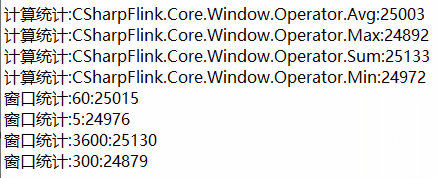 计算统计:CSharpFlink.Core.Window.Operator.Avg:25003
计算统计:CSharpFlink.Core.Window.Operator.Max:24892
计算统计:CSharpFlink.Core.Window.Operator.Sum:25133
计算统计:CSharpFlink.Core.Window.Operator.Min:24972
窗口统计:60:25015
窗口统计:5:24976
窗口统计:3600:25130
窗口统计:300:24879